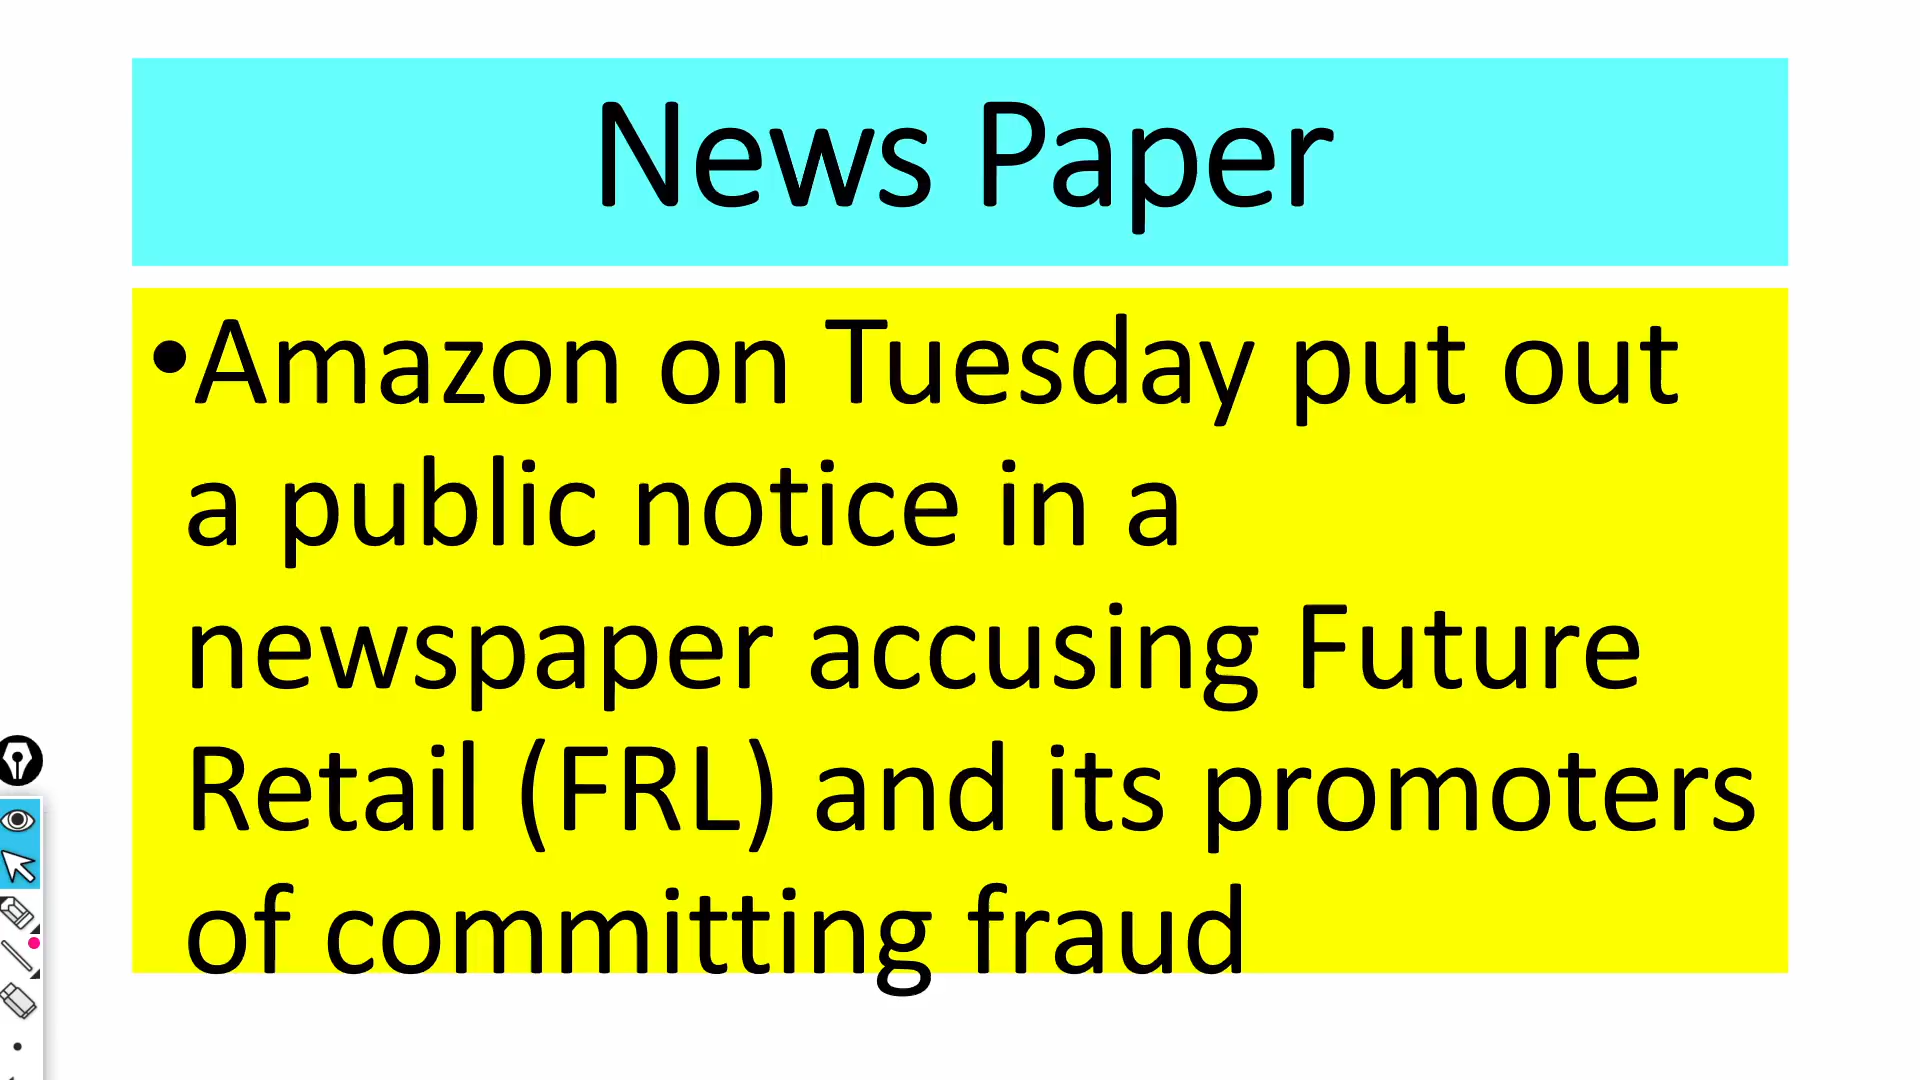 News Paper
•Amazon on Tuesday put out
a public notice in a
newspaper accusing Future
Retail (FRL) and its promoters
of committing fraud